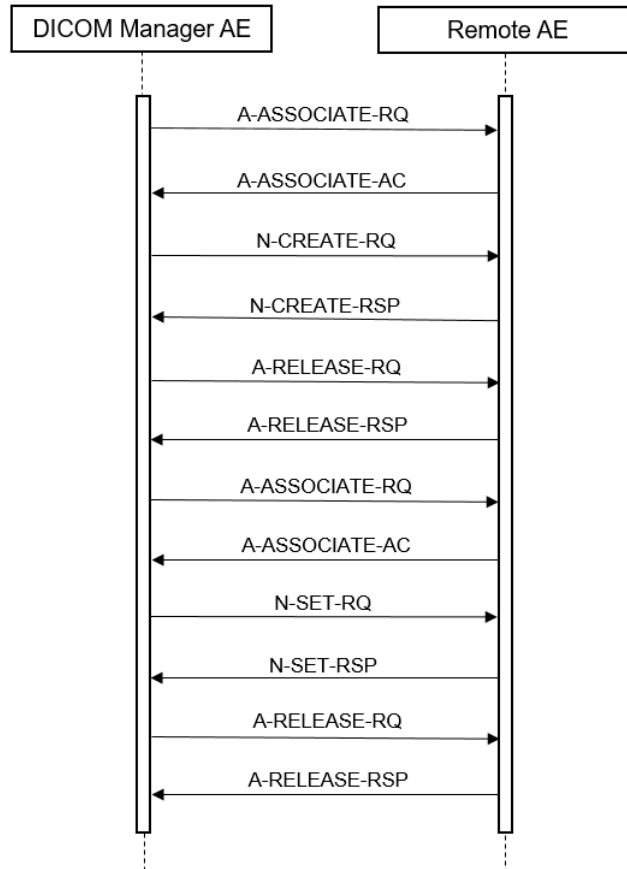 DICOM Manager AE
Remote AE
A-ASSOCIATE-RQ
A-ASSOCIATE-AC
N-CREATE-RQ
N-CREATE-RSP
A-RELEASE-RQ
A-RELEASE-RSP
A-ASSOCIATE-RQ
A-ASSOCIATE-AC
N-SET-RQ
N-SET-RSP
A-RELEASE-RQ
A-RELEASE-RSP